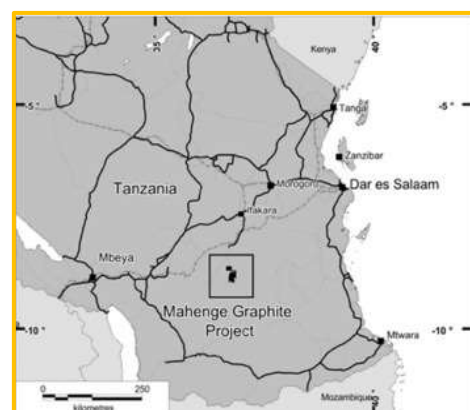 35
40
Kenya
-5
-5
Tanga
Zanzibar
Tanzania
Morogoro
Dar es Salaam
Ifakara
Mbeya
Mahenge Graphite
Project
-10
-10
Mtwara
0
250
kilometres
Mozambique
40